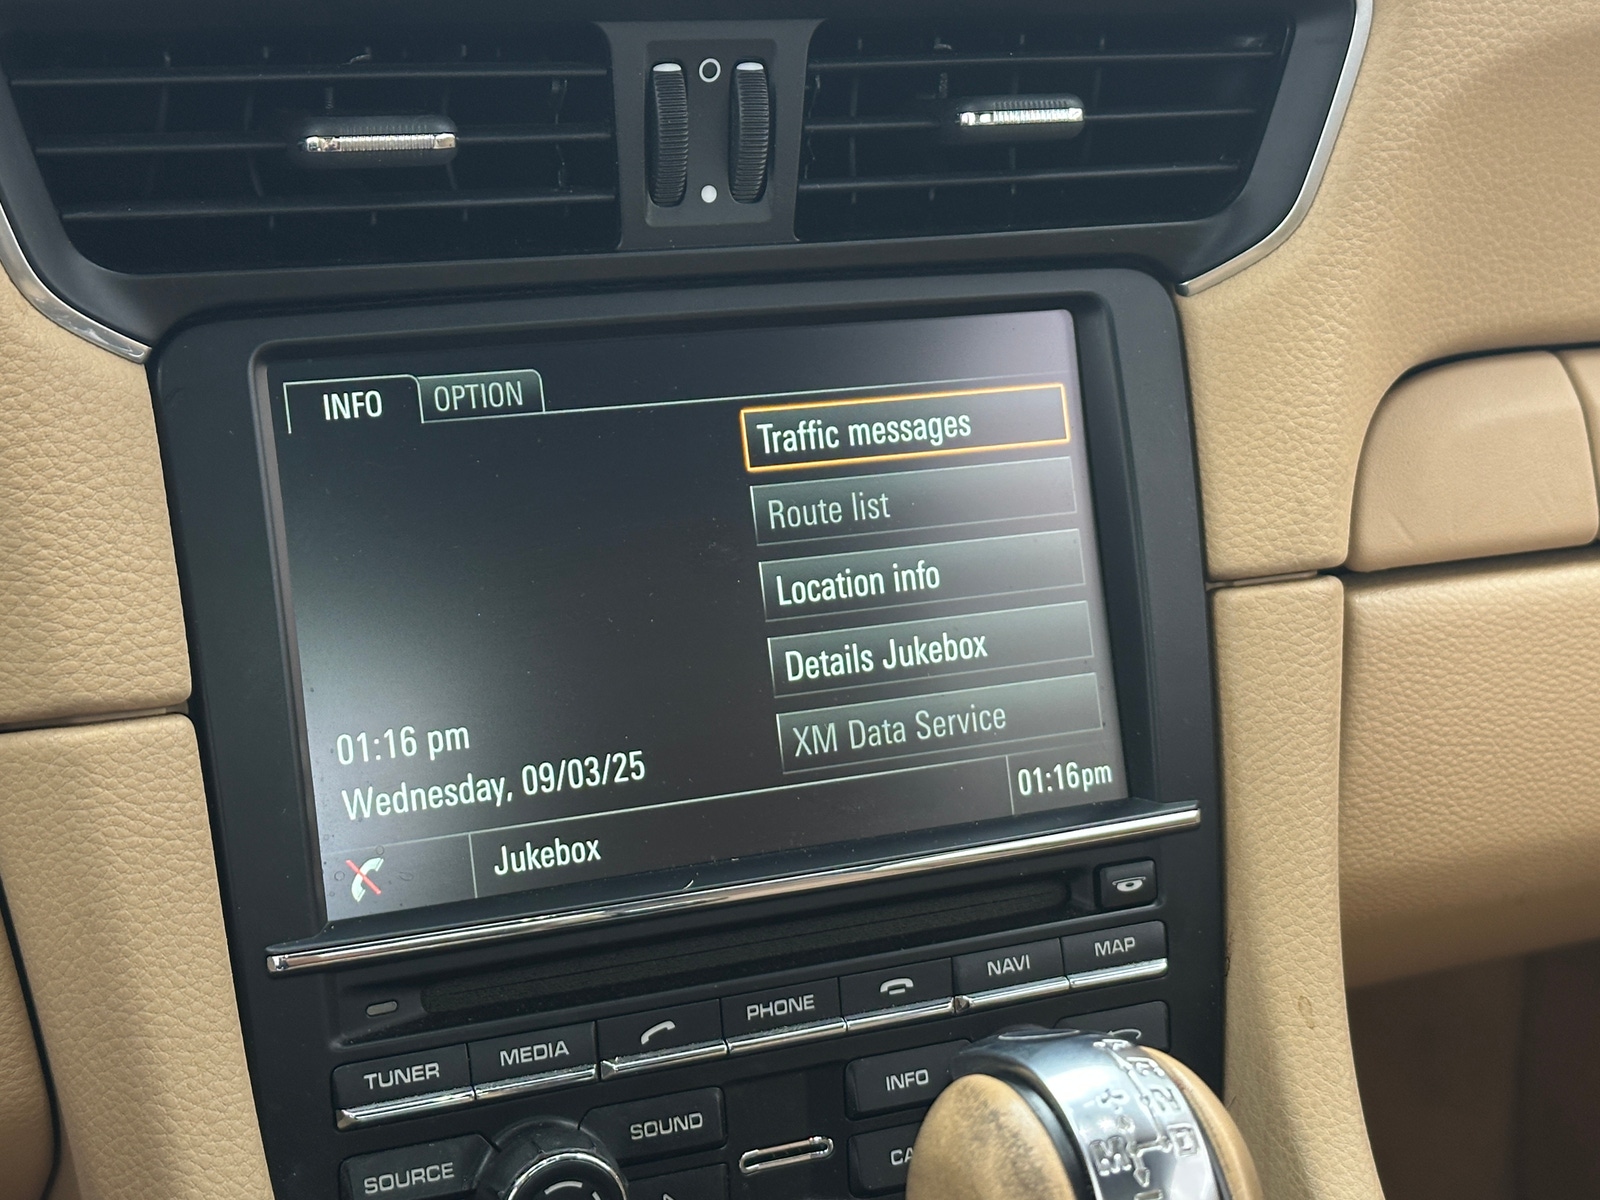 INFO
OPTION
Traffic messages
Route list
Location info
Details Jukebox
XM Data Service
01:16 pm
Wednesday, 09/03/25
01:16pm
Jukebox
MAP
NAVI
PHONE
MEDIA
TUNER
INFO
SOUND
SOURCE
D
M